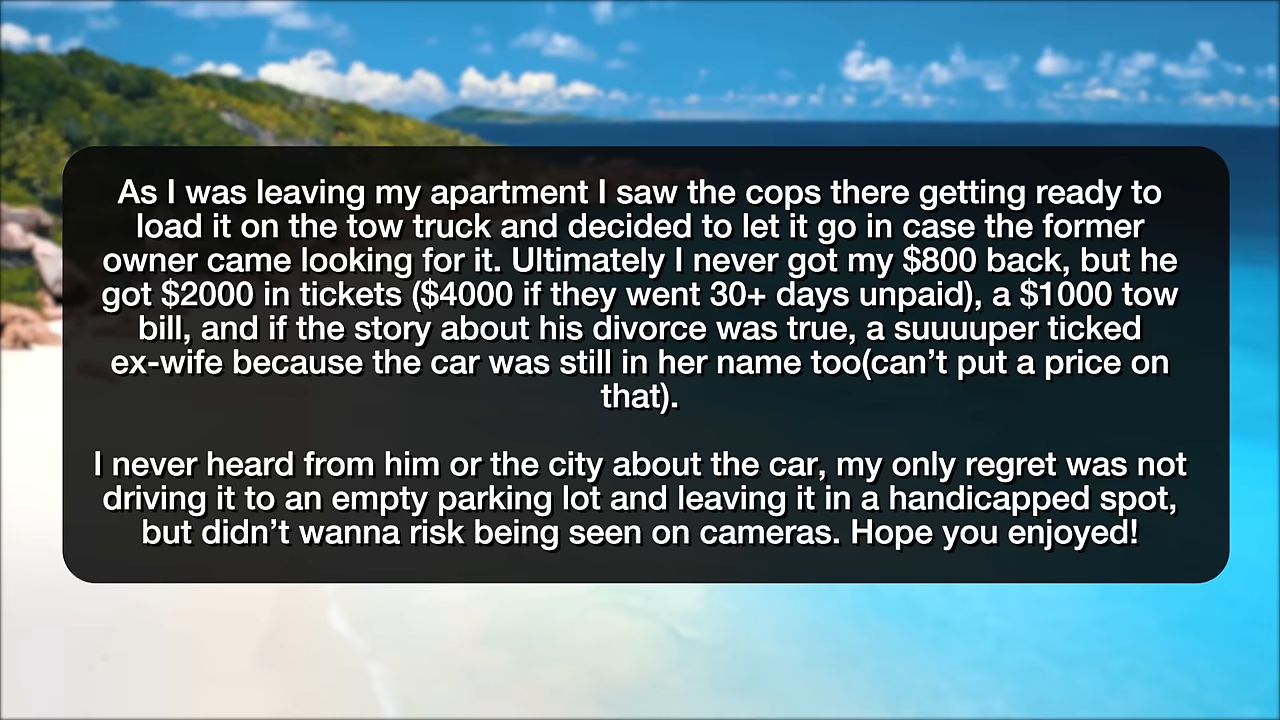 As I was leaving my apartment I saw the cops there getting ready to
load it on the tow truck and decided to let it go in case the former
owner came looking for it. Ultimately I never got my $800 back, but he
got $2000 in tickets ($4000 if they went 30+ days unpaid), a $1000 tow
bill, and if the story about his divorce was true, a suuuuper ticked
ex-wife because the car was still in her name too(can’t put a price on
that).
I never heard from him or the city about the car, my only regret was not
driving it to an empty parking lot and leaving it in a handicapped spot,
but didn’t wanna risk being seen on cameras. Hope you enjoyed!